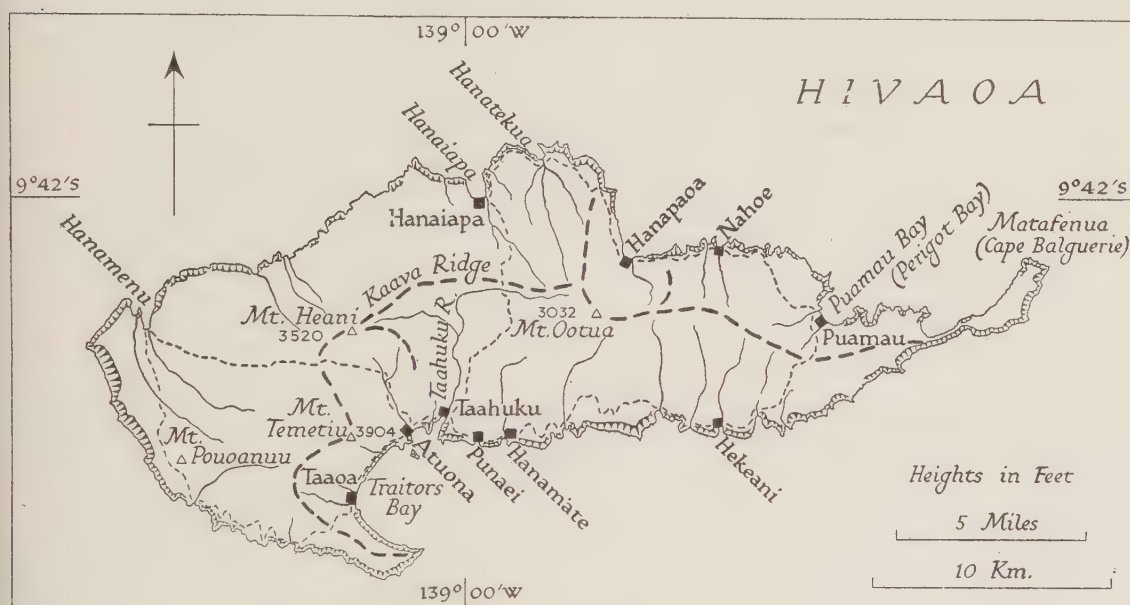 139° 00'W
HIVAOA
9°42's
9°42's
Hanaiapa
Hanatekua
Hanaiapa
Hanapaoa
Nahoe
Puamau Bay
(Perigot Bay)
Matafenua
(Cape Balguerie)
Hanamenu
Kaava Ridge
Mt. Heani
3520
3032
Mt. Ootua
Puamau
Taahuku R.
Mt.
Temetiu
3904
Taahuku
Mt.
Pouoanuu
Atuona
Punaei
Hanamate
Hekeani
Taaoa
Traitors
Bay
Heights in Feet
5 Miles
10 Km.
139° 00'W